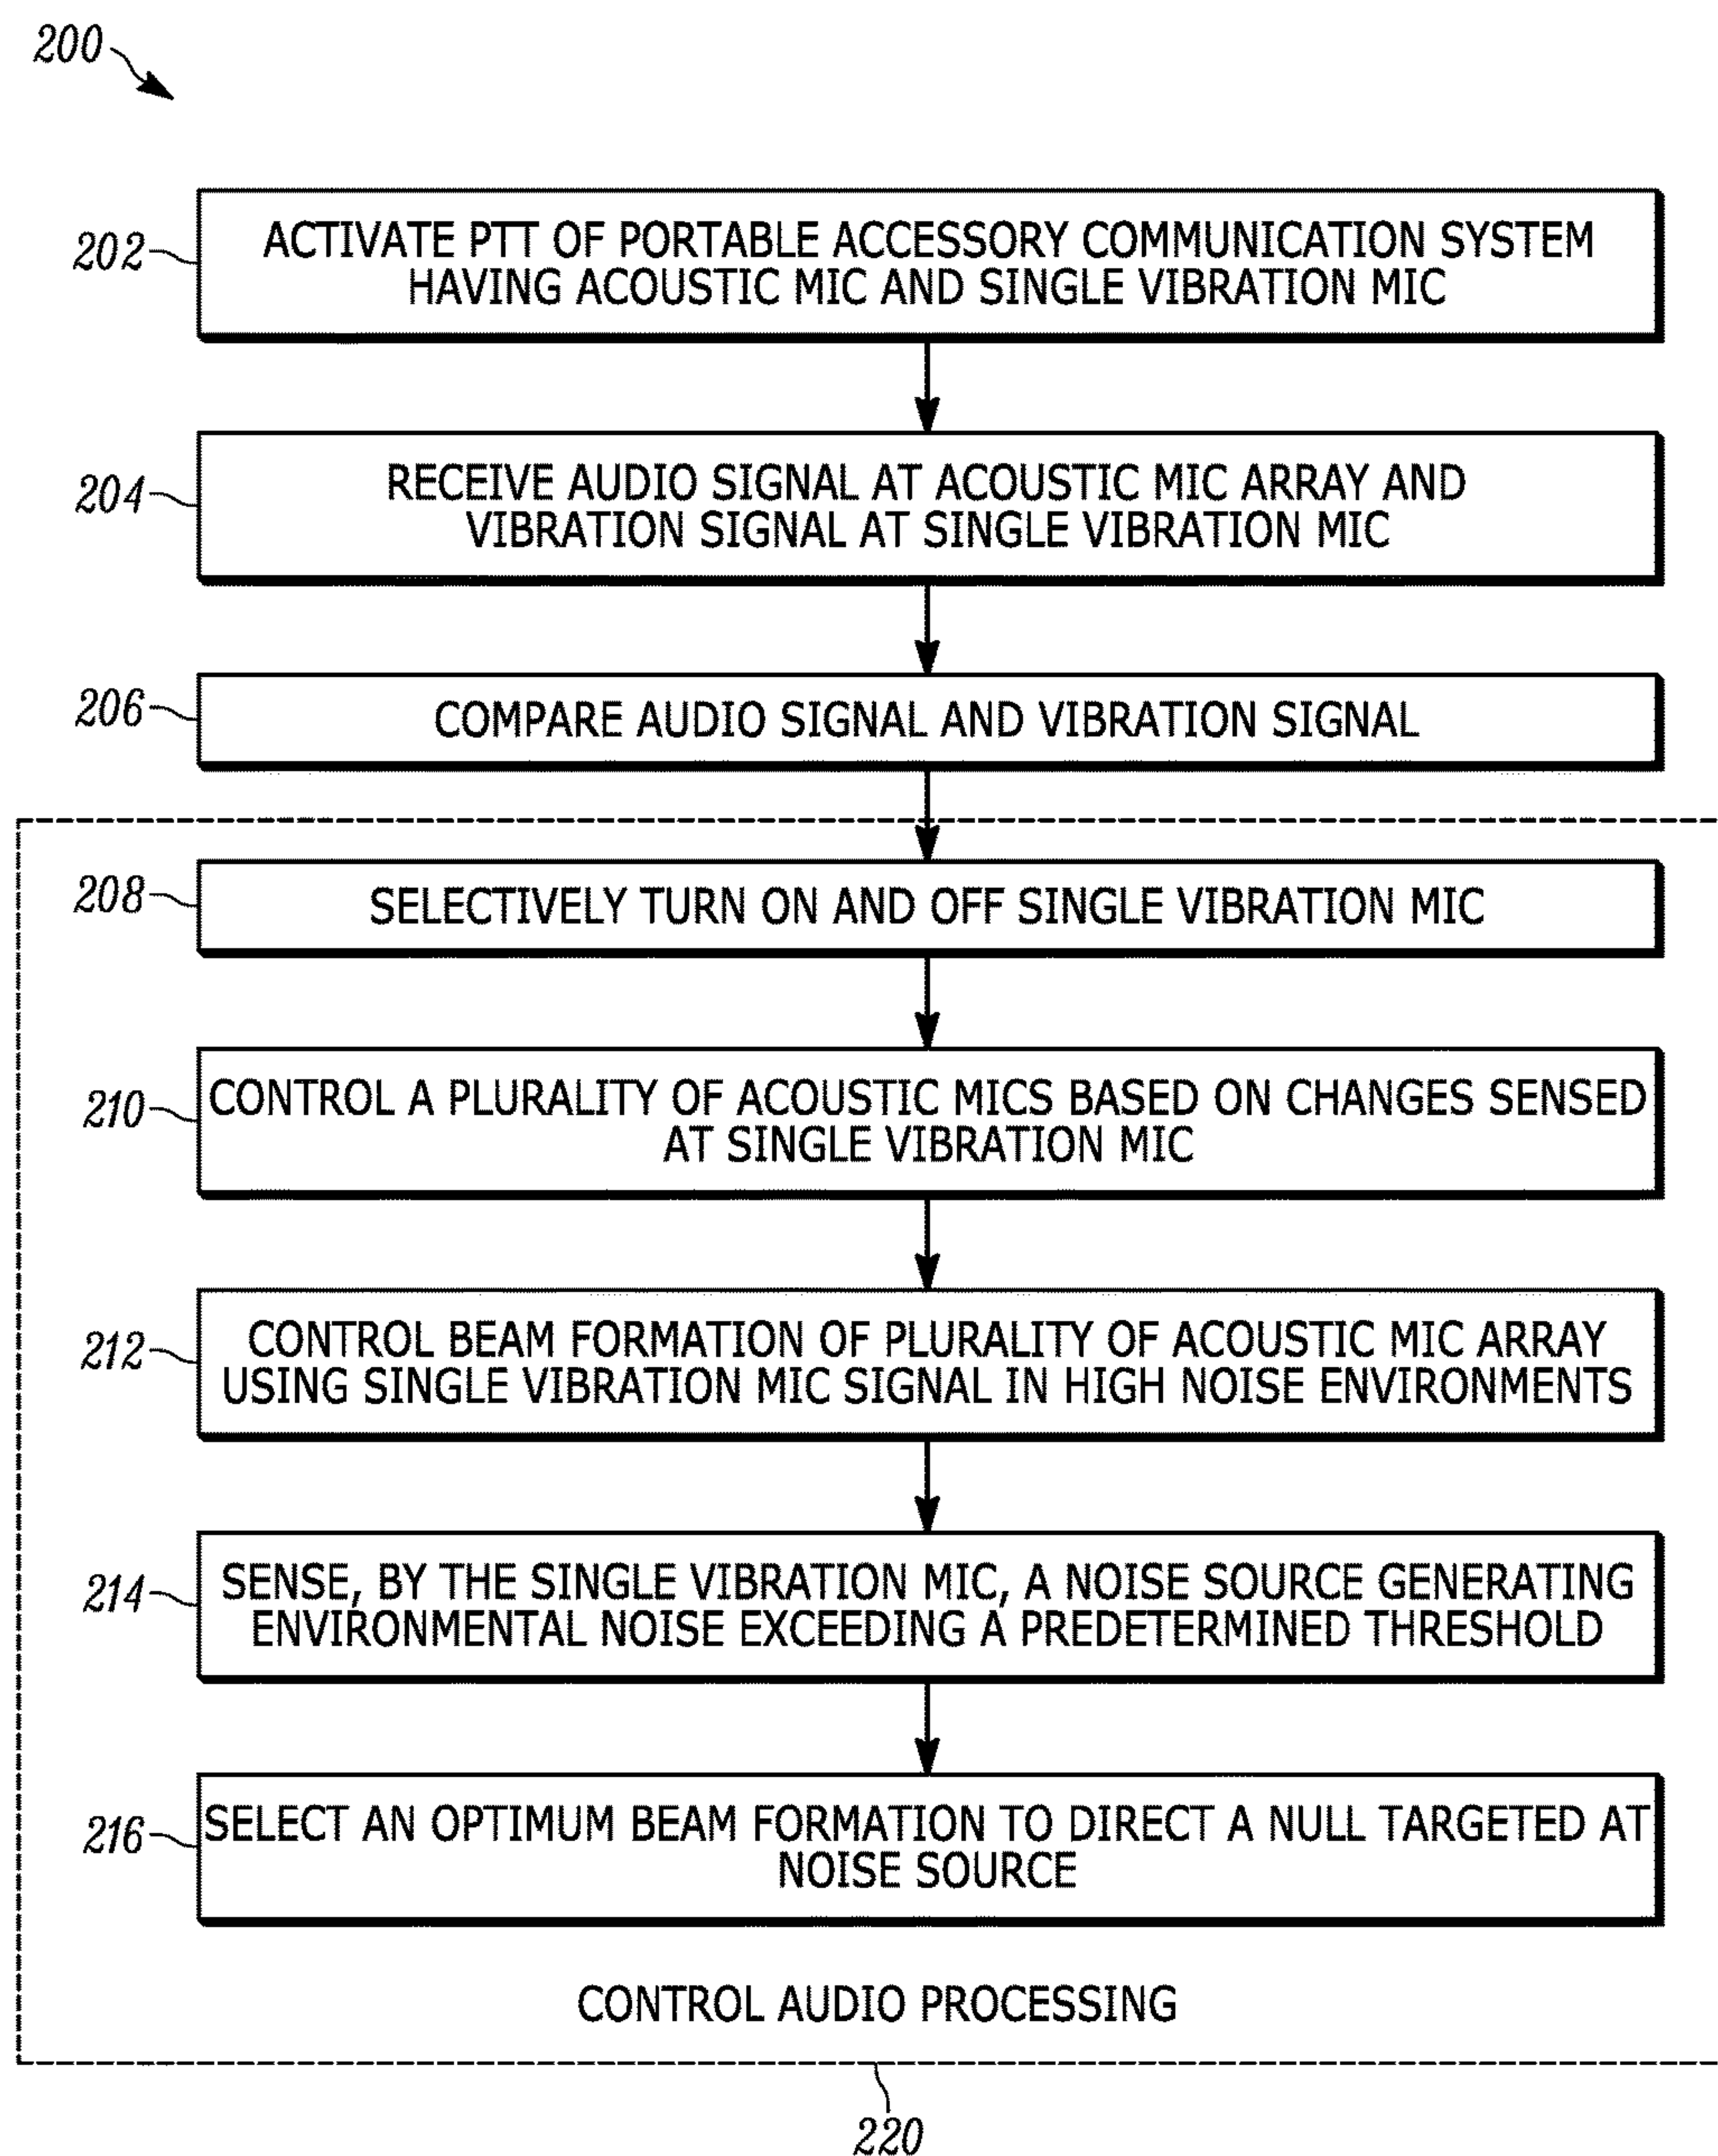 200
202
ACTIVATE PTT OF PORTABLE ACCESSORY COMMUNICATION SYSTEM
HAVING ACOUSTIC MIC AND SINGLE VIBRATION MIC
204
RECEIVE AUDIO SIGNAL AT ACOUSTIC MIC ARRAY AND
VIBRATION SIGNAL AT SINGLE VIBRATION MIC
206
COMPARE AUDIO SIGNAL AND VIBRATION SIGNAL
208
SELECTIVELY TURN ON AND OFF SINGLE VIBRATION MIC
210
CONTROL A PLURALITY OF ACOUSTIC MICS BASED ON CHANGES SENSED
AT SINGLE VIBRATION MIC
212
CONTROL BEAM FORMATION OF PLURALITY OF ACOUSTIC MIC ARRAY
USING SINGLE VIBRATION MIC SIGNAL IN HIGH NOISE ENVIRONMENTS
214
SENSE, BY THE SINGLE VIBRATION MIC, A NOISE SOURCE GENERATING
ENVIRONMENTAL NOISE EXCEEDING A PREDETERMINED THRESHOLD
216
SELECT AN OPTIMUM BEAM FORMATION TO DIRECT A NULL TARGETED AT
NOISE SOURCE
CONTROL AUDIO PROCESSING
220